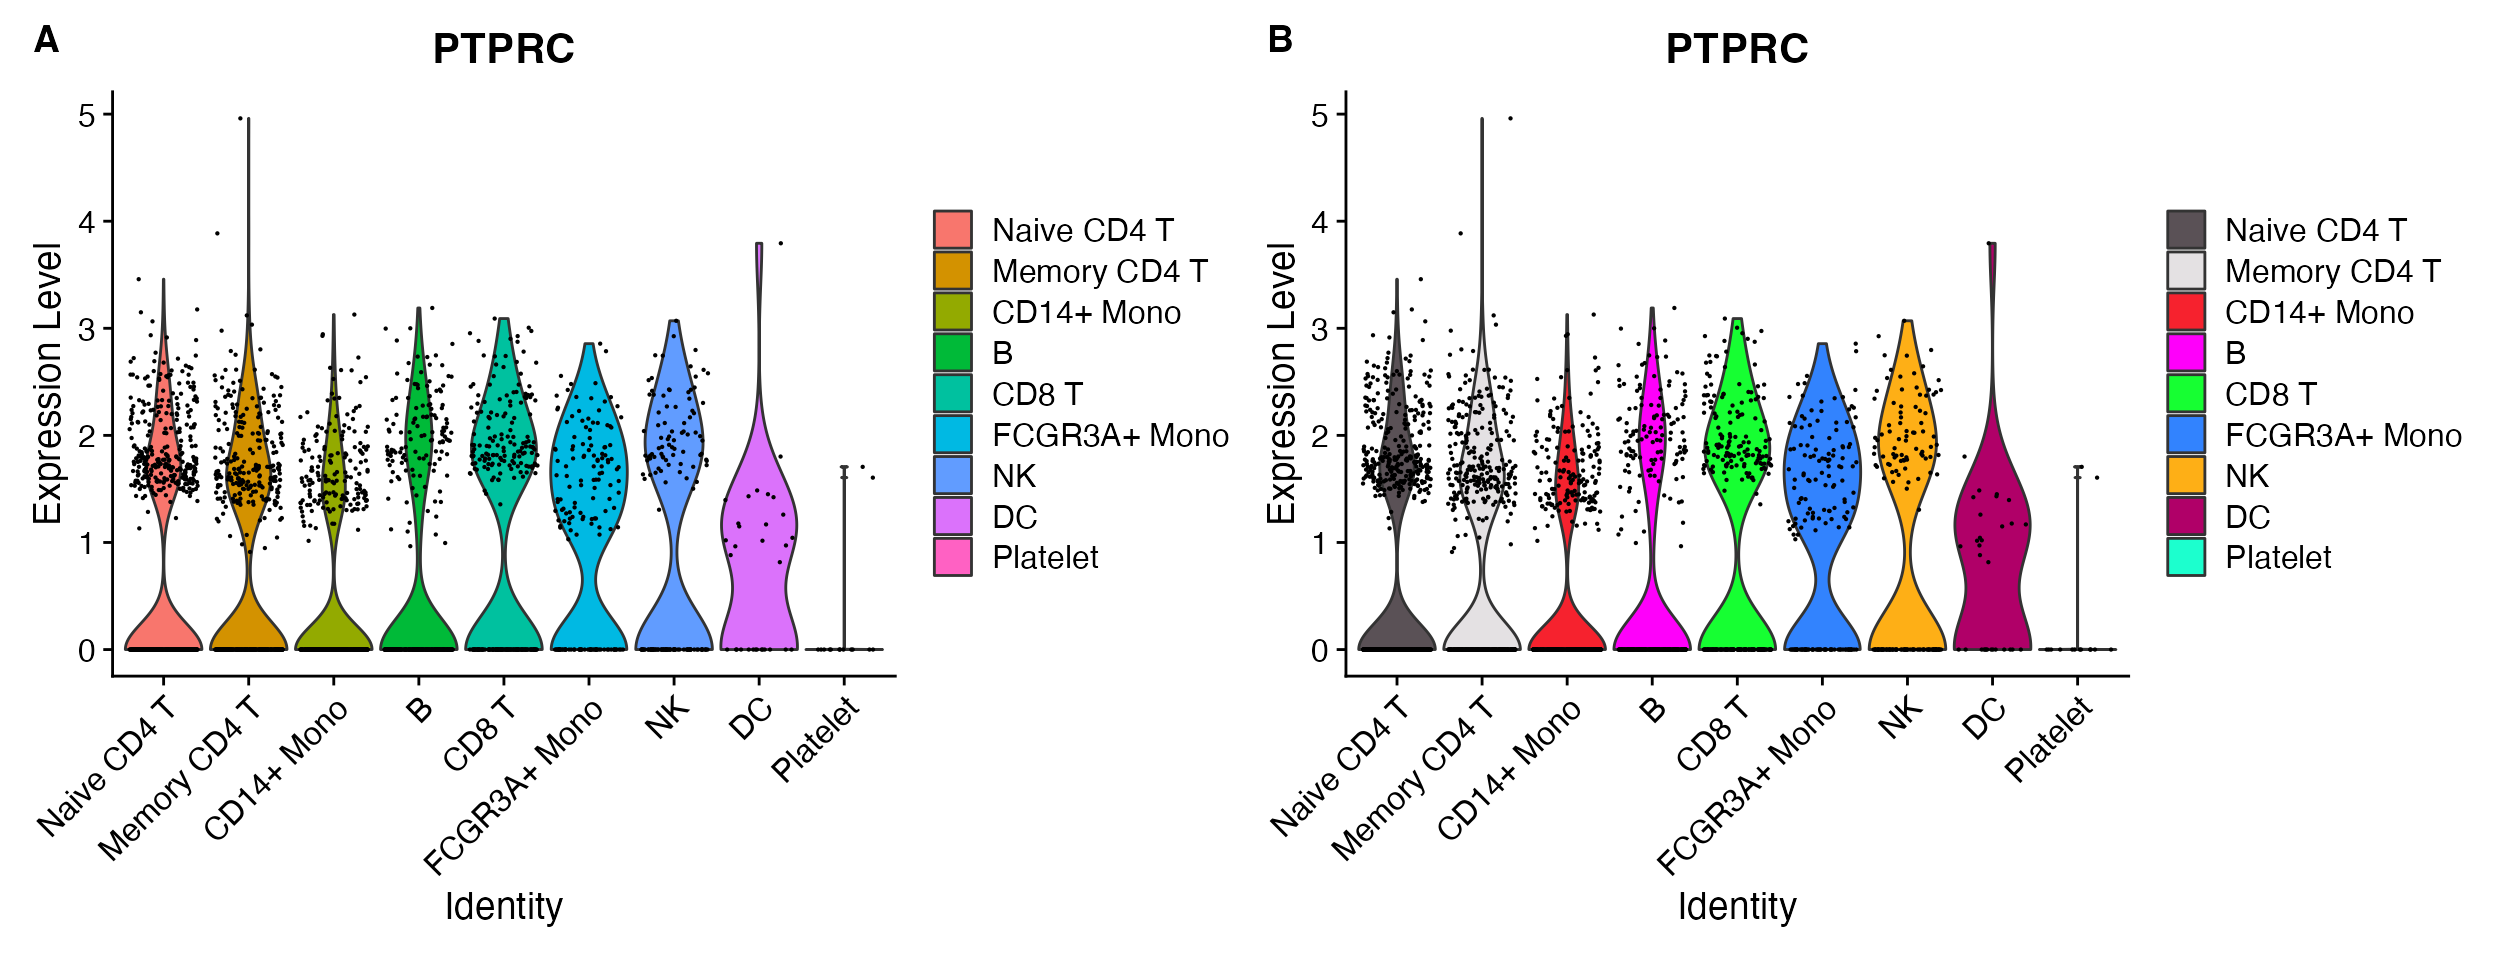 A
PTPRC
Expression Level
5
4
3
2
1
0
Naive CD4 T
Memory CD4 T
CD14+ Mono
B
CD8 T
FCGR3A+ Mono
NK
DC
Platelet
Identity
Naive CD4 T
Memory CD4 T
CD14+ Mono
B
CD8 T
FCGR3A+ Mono
NK
DC
Platelet
B
PTPRC
Expression Level
5
4
3
2
1
0
Naive CD4 T
Memory CD4 T
CD14+ Mono
B
CD8 T
FCGR3A+ Mono
NK
DC
Platelet
Identity
Naive CD4 T
Memory CD4 T
CD14+ Mono
B
CD8 T
FCGR3A+ Mono
NK
DC
Platelet